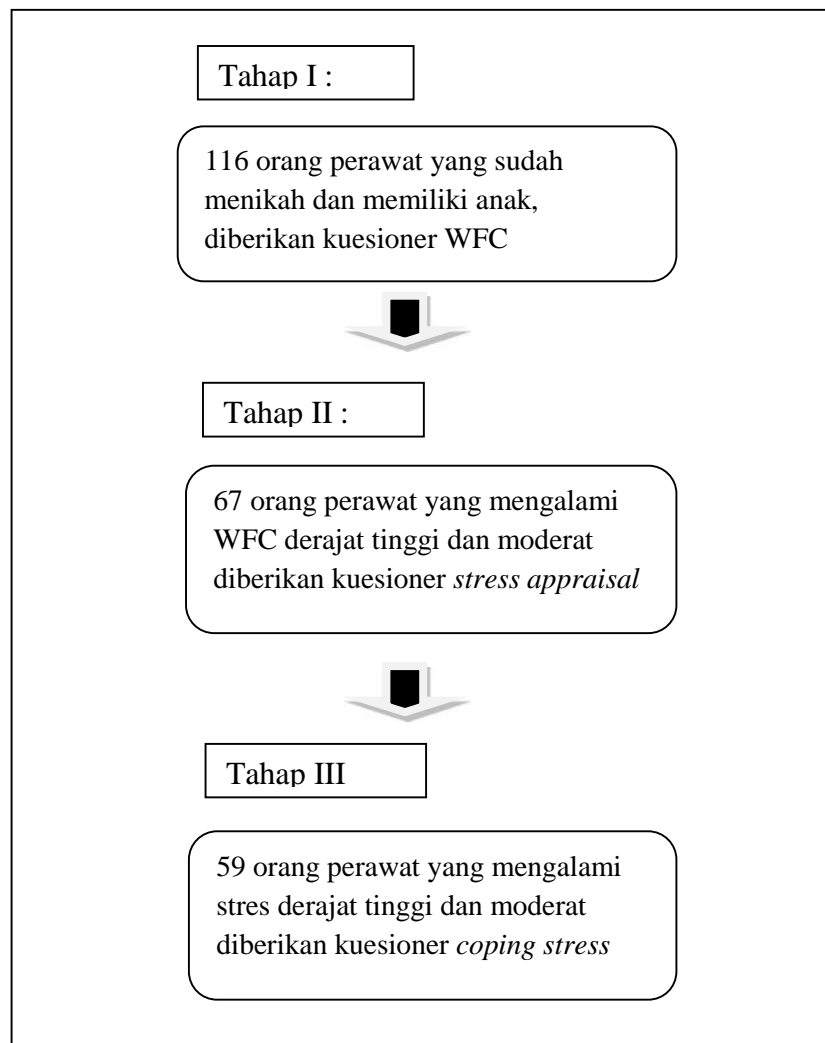 Tahap I :
116 orang perawat yang sudah
menikah dan memiliki anak,
diberikan kuesioner WFC
Tahap II :
67 orang perawat yang mengalami
WFC derajat tinggi dan moderat
diberikan kuesioner stress appraisal
Tahap III
59 orang perawat yang mengalami
stres derajat tinggi dan moderat
diberikan kuesioner coping stress